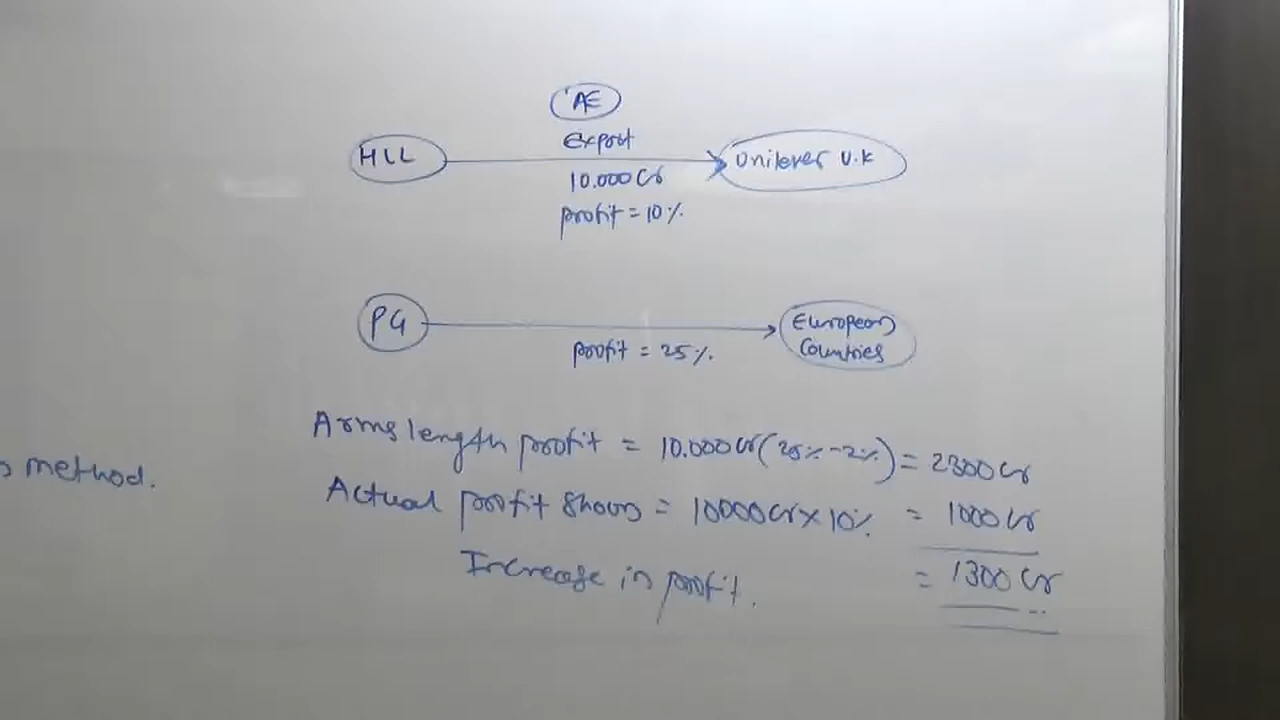 'AE
Export
HLL
Unilever U.K
10.000 Cr
profit = 10%
PG
European
Countries
profit = 25%
Arms length profit = 10.000 Cr (25% - 2%) = 2300 Cr
method.
Actual profit shown = 10000 Cr × 10% = 1000 Cr
Increase in profit. = 1300 Cr